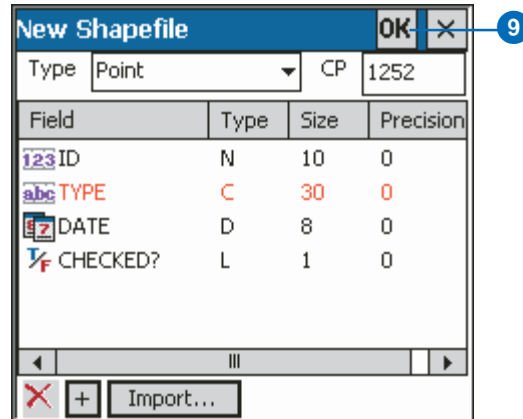 New Shapefile OK × 9
Type Point CP 1252
Field Type Size Precision
123 ID N 10 0
abc TYPE C 30 0
DATE D 8 0
T/F CHECKED? L 1 0
+ Import...